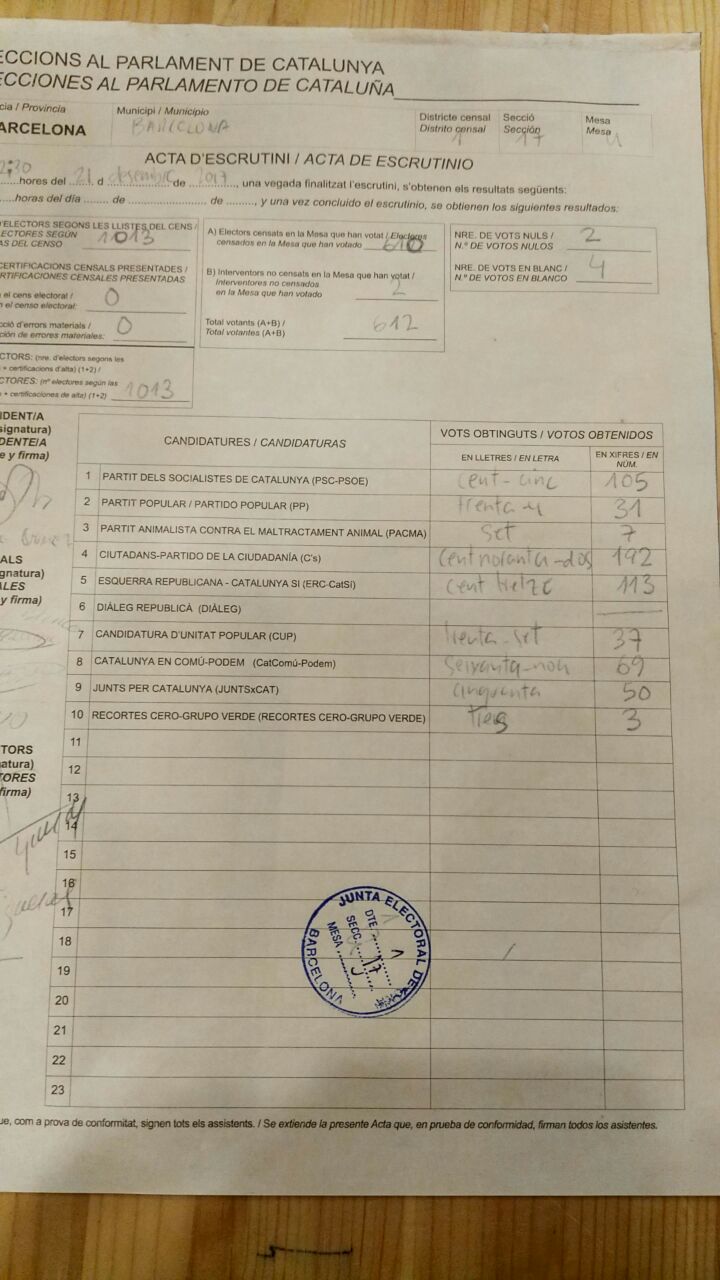 ECCIONS AL PARLAMENT DE CATALUNYA
ECCIONES AL PARLAMENTO DE CATALUÑA
cia / Provincia
ARCELONA
Municipi / Municipio
BARCELONA
Districte censal
Distrito censal
1
Secció
Sección
17
Mesa
Mesa
U
ACTA D'ESCRUTINI / ACTA DE ESCRUTINIO
2:30 hores del 21 d desembre de 2017, una vegada finalitzat l'escrutini, s'obtenen els resultats següents:
horas del día ........ de ........ de ........, y una vez concluido el escrutinio, se obtienen los siguientes resultados:
'ELECTORS SEGONS LES LLISTES DEL CENS /
ECTORES SEGÚN
AS DEL CENSO
1013
CERTIFICACIONS CENSALS PRESENTADES /
RTIFICACIONES CENSALES PRESENTADAS
el cens electoral /
n el censo electoral:
0
cció d'errors materials /
ción de errores materiales:
0
CTORS: (nre. d'electors segons les
+ certificacions d'alta) (1+2) /
CTORES: (nº electores según las
+ certificaciones de alta) (1+2)
1013
A) Electors censats en la Mesa que han votat / Electores
censados en la Mesa que han votado
610
B) Interventors no censats en la Mesa que han votat /
Interventores no censados
en la Mesa que han votado
2
Total votants (A+B) /
Total votantes (A+B)
612
NRE. DE VOTS NULS /
N.º DE VOTOS NULOS
2
NRE. DE VOTS EN BLANC /
N.º DE VOTOS EN BLANCO
4
IDENT/A
signatura)
DENTE/A
e y firma)
ALS
gnatura)
ALES
y firma)
TORS
atura)
TORES
firma)
CANDIDATURES / CANDIDATURAS
VOTS OBTINGUTS / VOTOS OBTENIDOS
EN LLETRES / EN LETRA
EN XIFRES / EN NÚM.
1 PARTIT DELS SOCIALISTES DE CATALUNYA (PSC-PSOE) cent-cinc 105
2 PARTIT POPULAR / PARTIDO POPULAR (PP) trenta-u 31
3 PARTIT ANIMALISTA CONTRA EL MALTRACTAMENT ANIMAL (PACMA) set 7
4 CIUTADANS-PARTIDO DE LA CIUDADANÍA (C's) cent noranta-dos 192
5 ESQUERRA REPUBLICANA - CATALUNYA SÍ (ERC-CatSí) cent tretze 113
6 DIÀLEG REPUBLICÀ (DIÀLEG)
7 CANDIDATURA D'UNITAT POPULAR (CUP) trenta-set 37
8 CATALUNYA EN COMÚ-PODEM (CatComú-Podem) seixanta-nou 69
9 JUNTS PER CATALUNYA (JUNTSxCAT) cinquanta 50
10 RECORTES CERO-GRUPO VERDE (RECORTES CERO-GRUPO VERDE) 3
11
12
13
14
15
16
17
18
19
20
21
22
23
JUNTA ELECTORAL DE
BARCELONA
DTE. 1
SECC. 17
MESA U
ue, com a prova de conformitat, signen tots els assistents. / Se extiende la presente Acta que, en prueba de conformidad, firman todos los asistentes.